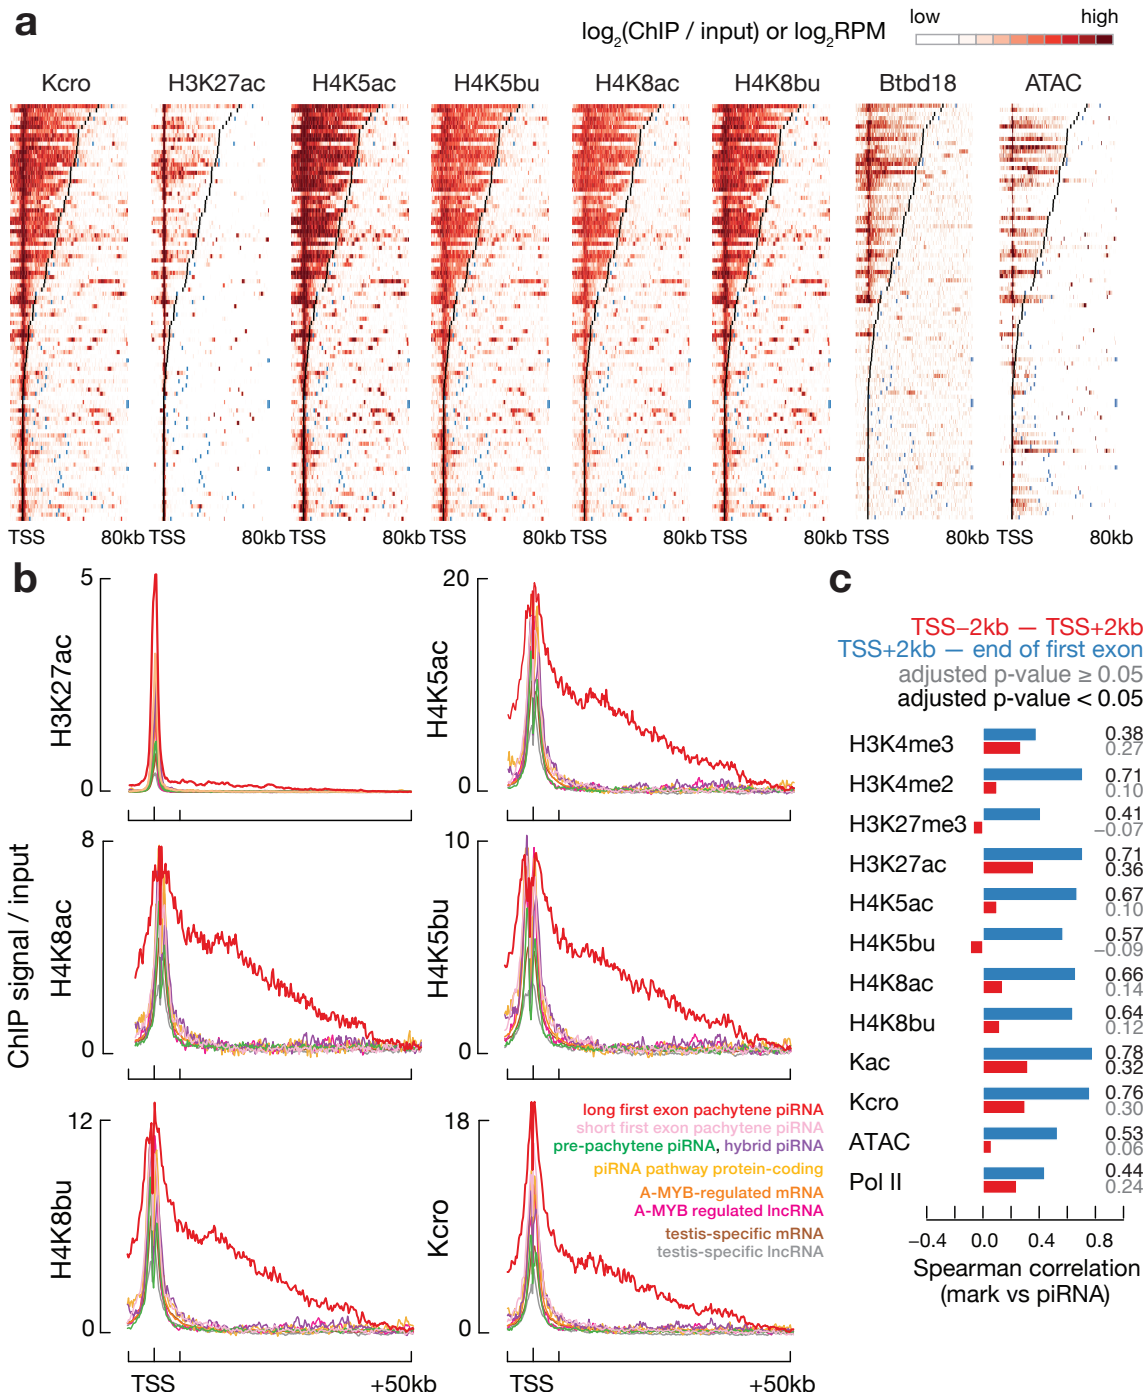 a
log2(ChIP / input) or log2RPM
low high
Kcro H3K27ac H4K5ac H4K5bu H4K8ac H4K8bu Btbd18 ATAC
TSS 80kb TSS 80kb TSS 80kb TSS 80kb TSS 80kb TSS 80kb TSS 80kb TSS 80kb
b
ChIP signal / input
H3K27ac
5
0
H4K5ac
20
10
0
H4K8ac
8
4
0
H4K5bu
10
5
0
H4K8bu
12
6
0
Kcro
18
9
0
long first exon pachytene piRNA
short first exon pachytene piRNA
pre-pachytene piRNA, hybrid piRNA
piRNA pathway protein-coding
A-MYB-regulated mRNA
A-MYB regulated lncRNA
testis-specific mRNA
testis-specific lncRNA
TSS +50kb TSS +50kb
c
TSS−2kb — TSS+2kb
TSS+2kb — end of first exon
adjusted p-value ≥ 0.05
adjusted p-value < 0.05
H3K4me3 0.38
0.27
H3K4me2 0.71
0.10
H3K27me3 0.41
−0.07
H3K27ac 0.71
0.36
H4K5ac 0.67
0.10
H4K5bu 0.57
−0.09
H4K8ac 0.66
0.14
H4K8bu 0.64
0.12
Kac 0.78
0.32
Kcro 0.76
0.30
ATAC 0.53
0.06
Pol II 0.44
0.24
−0.4 0.0 0.4 0.8
Spearman correlation
(mark vs piRNA)